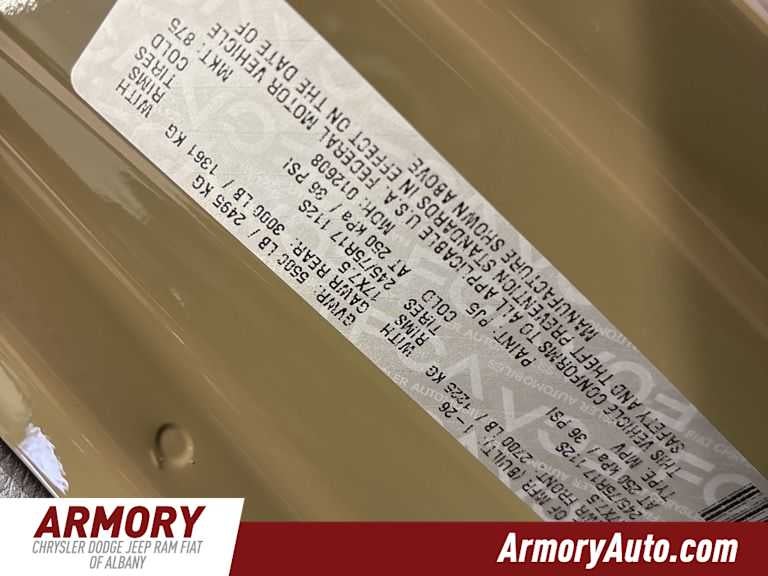 OF MFR (BUILT): 1-26
GVWR: 5500 LB / 2495 KG
FRONT: 2700 LB / 1225 KG
WITH
17X7.5 RIMS
WITH
245/75R17 112S TIRES
AT: 250 kPa / 36 PSI COLD
GAWR REAR: 3000 LB / 1361 KG
WITH
17X7.5 RIMS
245/75R17 112S TIRES
AT: 250 kPa / 36 PSI COLD
TYPE: MPV
PAINT: PJ5
MDH: 012608
MKT: 875
THIS VEHICLE CONFORMS TO ALL APPLICABLE U.S.A. FEDERAL MOTOR VEHICLE
SAFETY AND THEFT PREVENTION STANDARDS IN EFFECT ON THE DATE OF
MANUFACTURE SHOWN ABOVE
ARMORY
CHRYSLER DODGE JEEP RAM FIAT
OF ALBANY
ArmoryAuto.com